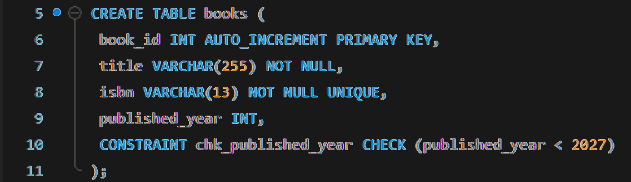 5 CREATE TABLE books (
6 book_id INT AUTO_INCREMENT PRIMARY KEY,
7 title VARCHAR(255) NOT NULL,
8 isbn VARCHAR(13) NOT NULL UNIQUE,
9 published_year INT,
10 CONSTRAINT chk_published_year CHECK (published_year < 2027)
11 );